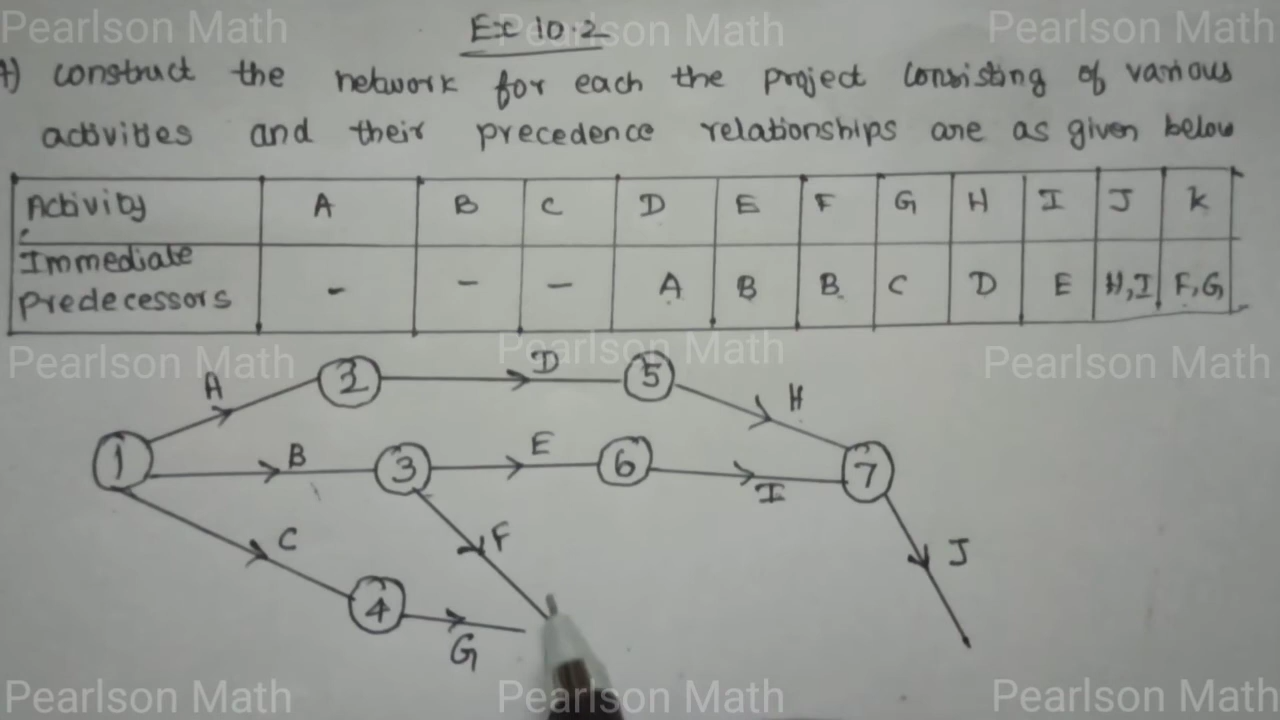 Pearlson Math Pearlson Math Pearlson Math
Ex 10.2
) construct the network for each the project consisting of various
activities and their precedence relationships are as given below
Activity A B C D E F G H I J K
Immediate
predecessors - - - A B B C D E H,I F,G
Pearlson Math Pearlson Math Pearlson Math
A D H
1 2 5
B E I
3 6 7
C F J
4 G
Pearlson Math Pearlson Math Pearlson Math